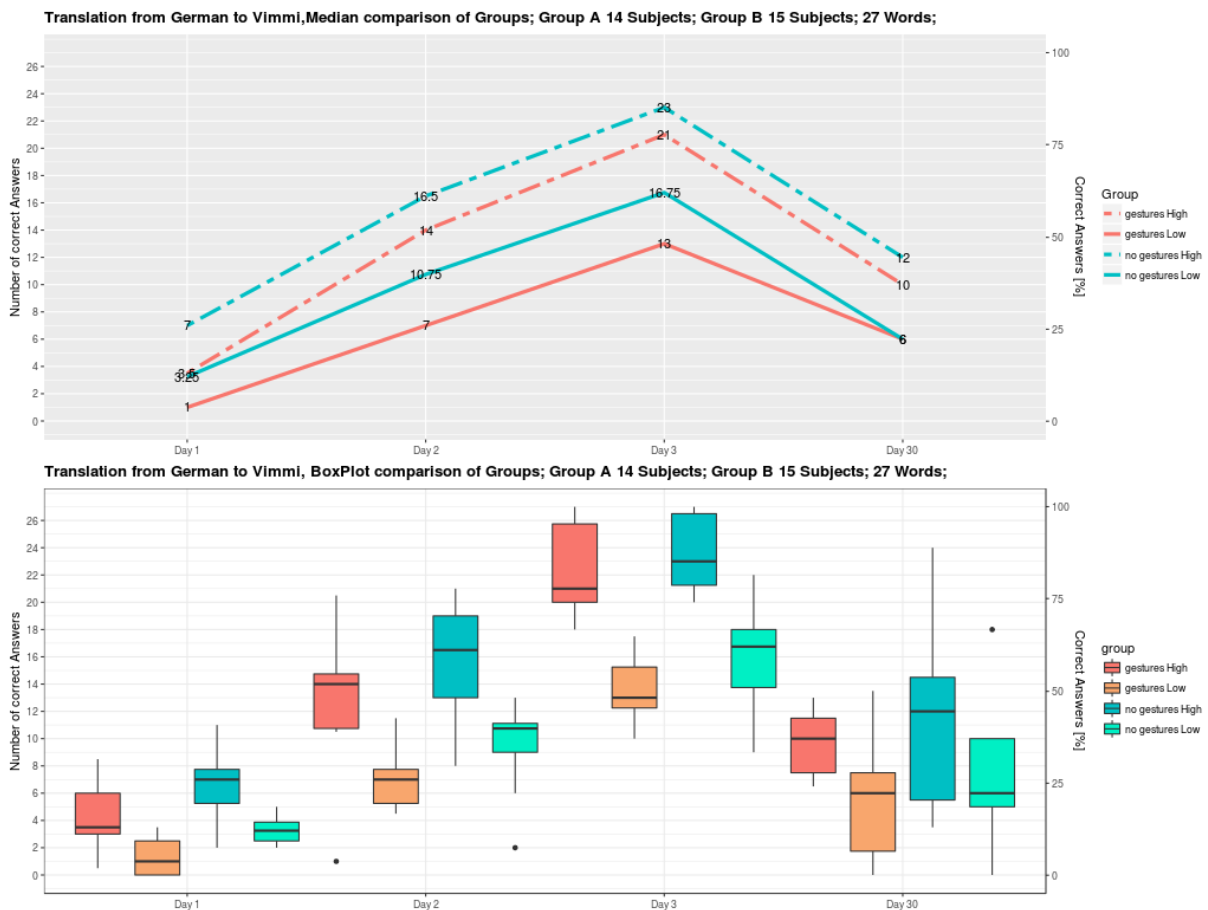 Translation from German to Vimmi,Median comparison of Groups; Group A 14 Subjects; Group B 15 Subjects; 27 Words;
Number of correct Answers
26
24
22
20
18
16
14
12
10
8
6
4
2
0
7
3.5
3.25
1
16.5
14
10.75
7
23
21
16.75
13
12
10
6
100
75
50
25
0
Correct Answers [%]
Day 1 Day 2 Day 3 Day 30
Group
gestures High
gestures Low
no gestures High
no gestures Low
Translation from German to Vimmi, BoxPlot comparison of Groups; Group A 14 Subjects; Group B 15 Subjects; 27 Words;
Number of correct Answers
26
24
22
20
18
16
14
12
10
8
6
4
2
0
100
75
50
25
0
Correct Answers [%]
Day 1 Day 2 Day 3 Day 30
group
gestures High
gestures Low
no gestures High
no gestures Low